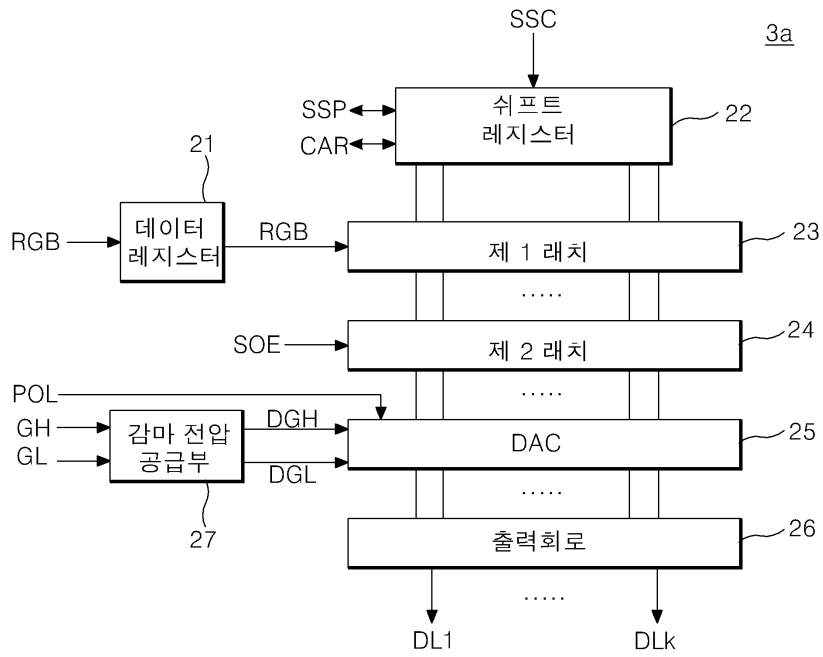 SSC
3a
SSP
CAR
쉬프트
레지스터
22
21
RGB
데이터
레지스터
RGB
제 1 래치
23
.....
SOE
제 2 래치
24
.....
POL
GH
GL
감마 전압
공급부
27
DGH
DGL
DAC
25
.....
출력회로
26
.....
DL1
DLk